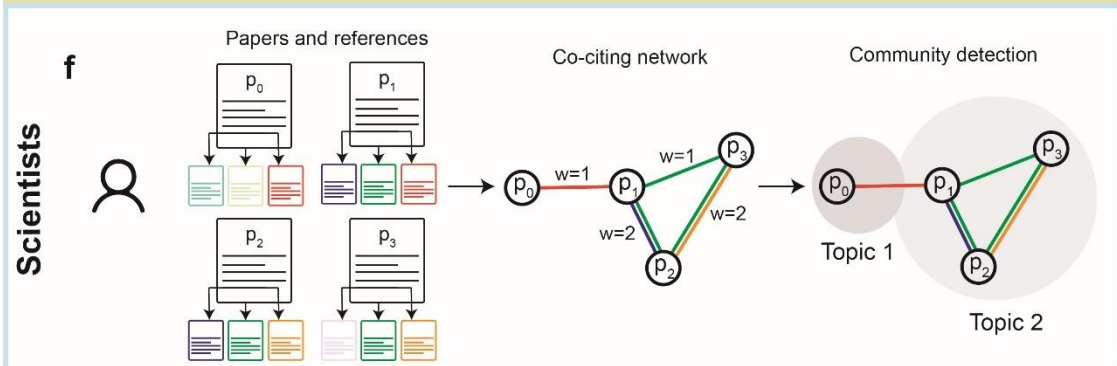 f
Scientists
Papers and references
p₀
p₁
p₂
p₃
Co-citing network
p₀
w=1
p₁
w=1
p₃
w=2
w=2
p₂
Community detection
p₀
p₁
p₃
p₂
Topic 1
Topic 2